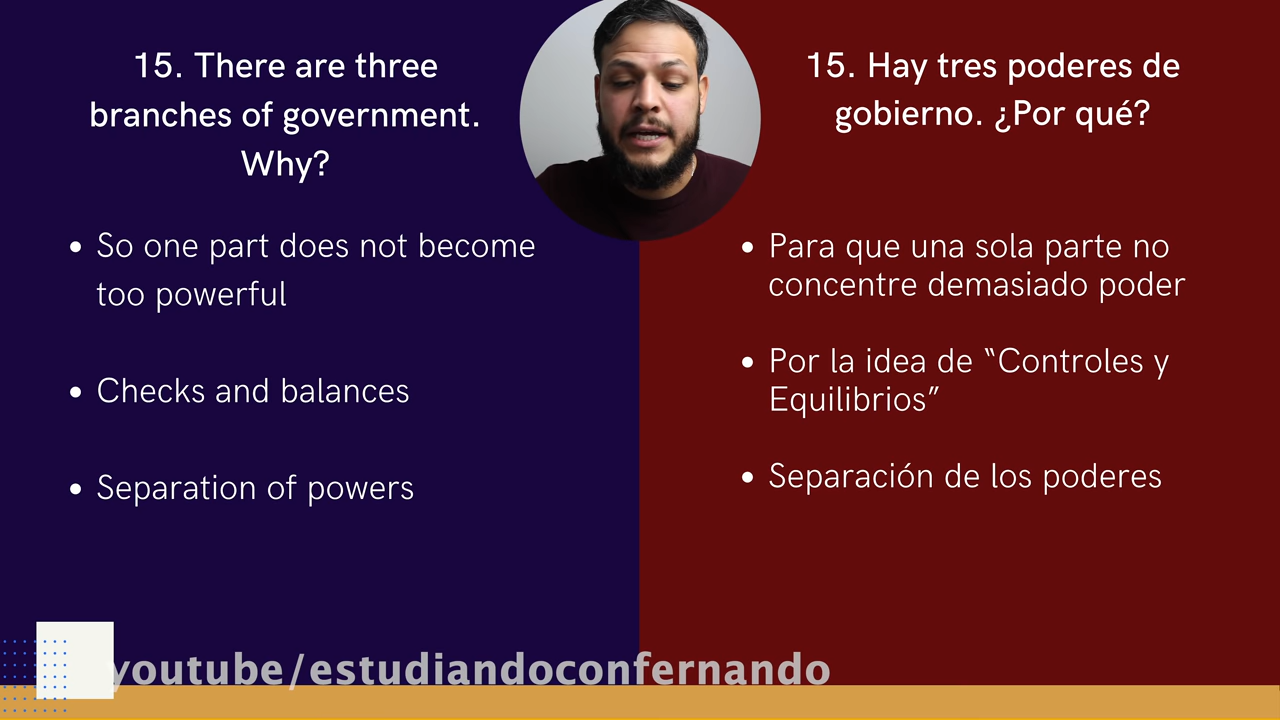 15. There are three
branches of government.
Why?
• So one part does not become
too powerful
• Checks and balances
• Separation of powers
15. Hay tres poderes de
gobierno. ¿Por qué?
• Para que una sola parte no
concentre demasiado poder
• Por la idea de “Controles y
Equilibrios”
• Separación de los poderes
youtube/estudiandoconfernando